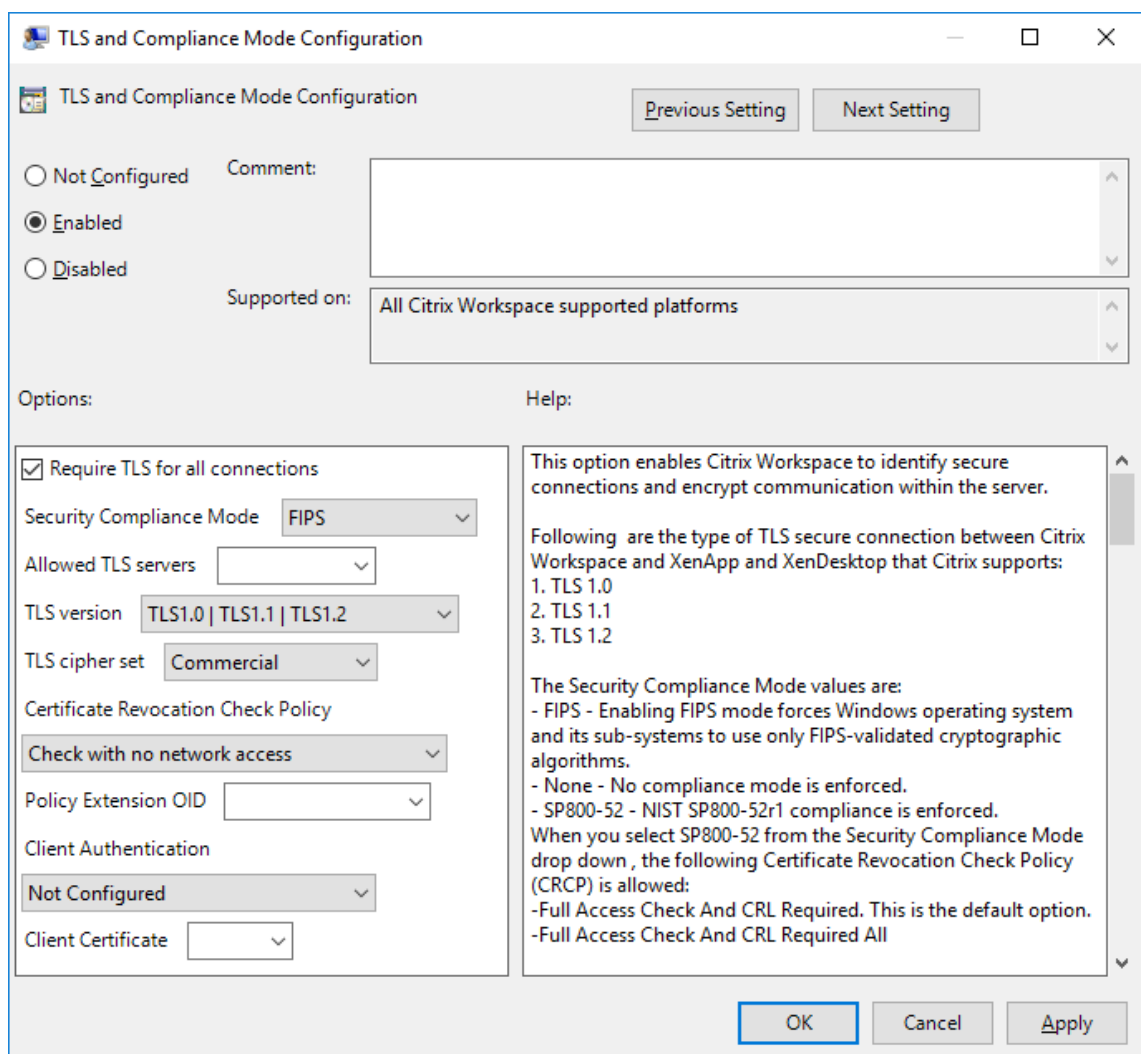 TLS and Compliance Mode Configuration
TLS and Compliance Mode Configuration
Previous Setting
Next Setting
Not Configured
Enabled
Disabled
Comment:
Supported on:
All Citrix Workspace supported platforms
Options:
Help:
Require TLS for all connections
Security Compliance Mode FIPS
Allowed TLS servers
TLS version TLS1.0 | TLS1.1 | TLS1.2
TLS cipher set Commercial
Certificate Revocation Check Policy
Check with no network access
Policy Extension OID
Client Authentication
Not Configured
Client Certificate
This option enables Citrix Workspace to identify secure
connections and encrypt communication within the server.
Following  are the type of TLS secure connection between Citrix
Workspace and XenApp and XenDesktop that Citrix supports:
1. TLS 1.0
2. TLS 1.1
3. TLS 1.2
The Security Compliance Mode values are:
- FIPS - Enabling FIPS mode forces Windows operating system
and its sub-systems to use only FIPS-validated cryptographic
algorithms.
- None - No compliance mode is enforced.
- SP800-52 - NIST SP800-52r1 compliance is enforced.
When you select SP800-52 from the Security Compliance Mode
drop down , the following Certificate Revocation Check Policy
(CRCP) is allowed:
-Full Access Check And CRL Required. This is the default option.
-Full Access Check And CRL Required All
OK
Cancel
Apply